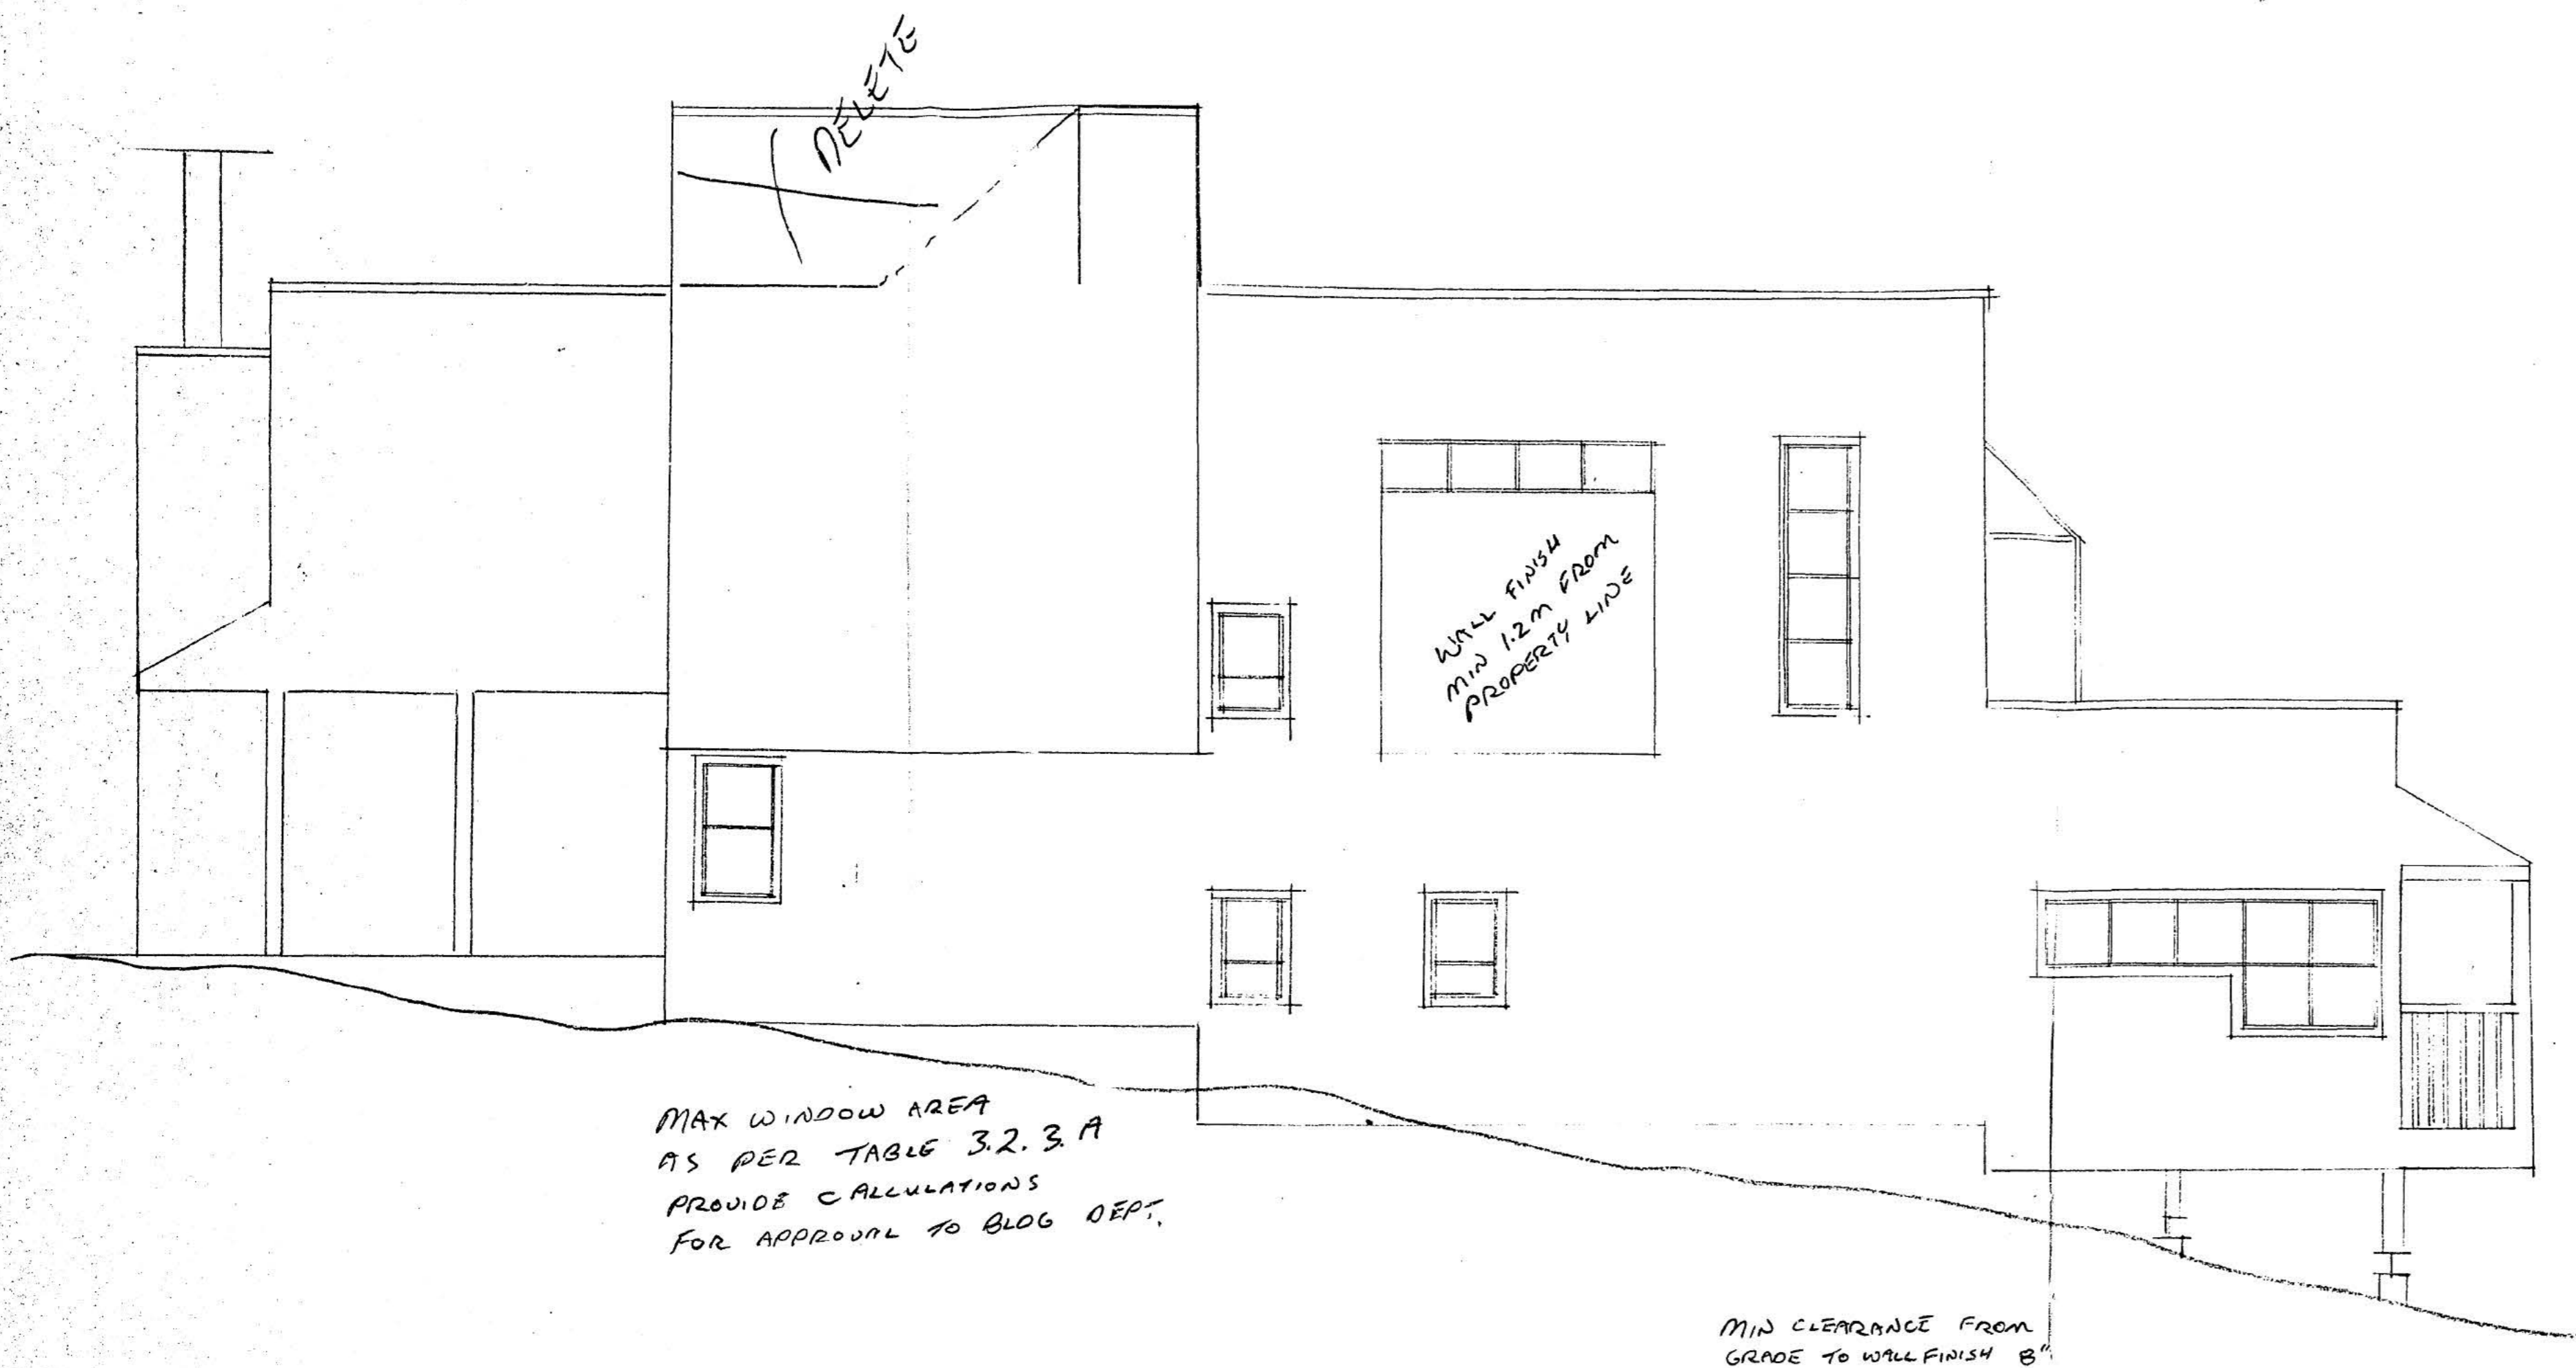 DELETE
WALL FINISH
MIN 1.2M FROM
PROPERTY LINE
MAX WINDOW AREA
AS PER TABLE 3.2.3.A
PROVIDE CALCULATIONS
FOR APPROVAL TO BLDG DEPT.
MIN CLEARANCE FROM
GRADE TO WALL FINISH 8"